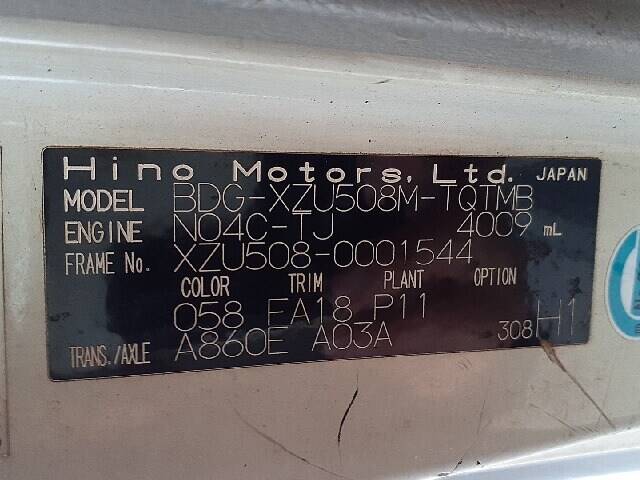 Hino Motors, Ltd. JAPAN
MODEL BDG-XZU508M-TQTMB
ENGINE N04C-TJ 4009 mL
FRAME No. XZU508-0001544
COLOR TRIM PLANT OPTION
058 FA18 P11
TRANS./AXLE A860E A03A 308 H1